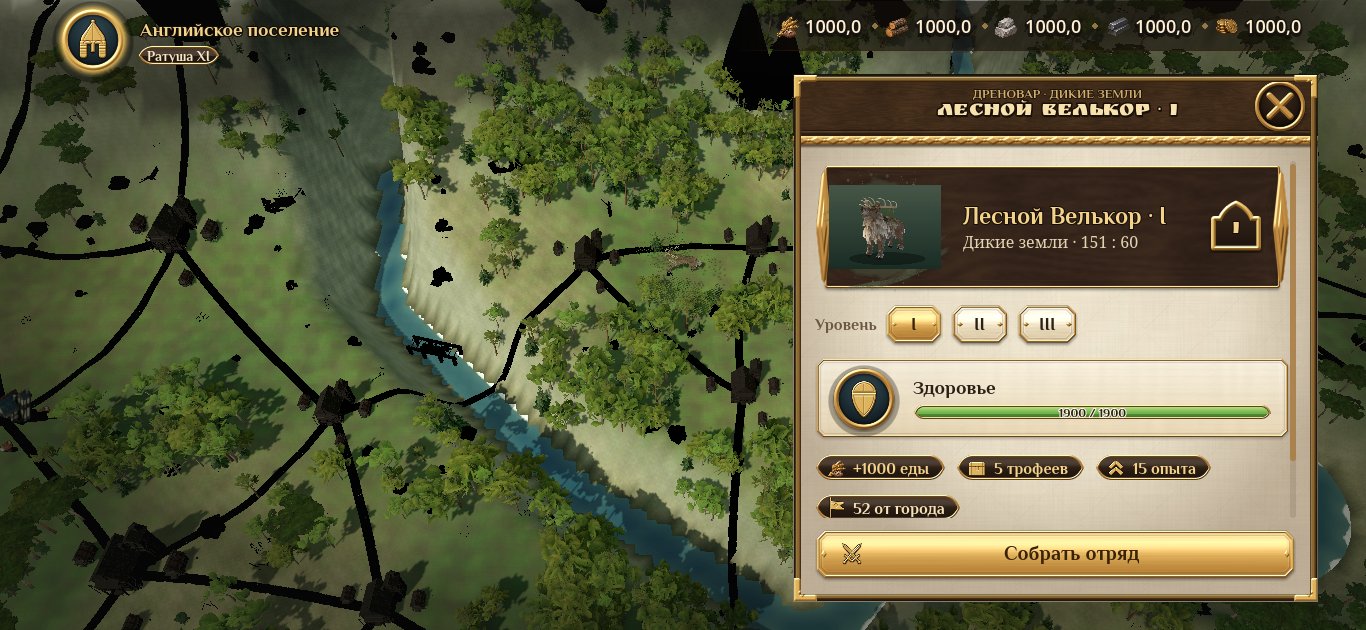 Английское поселение
Ратуша XI
1000,0
1000,0
1000,0
1000,0
1000,0
ДРЕНОВАР · ДИКИЕ ЗЕМЛИ
ЛЕСНОЙ ВЕЛЬКОР · I
Лесной Велькор · I
Дикие земли · 151 : 60
I
Уровень
I
II
III
Здоровье
1900 / 1900
+1000 еды
5 трофеев
15 опыта
52 от города
Собрать отряд